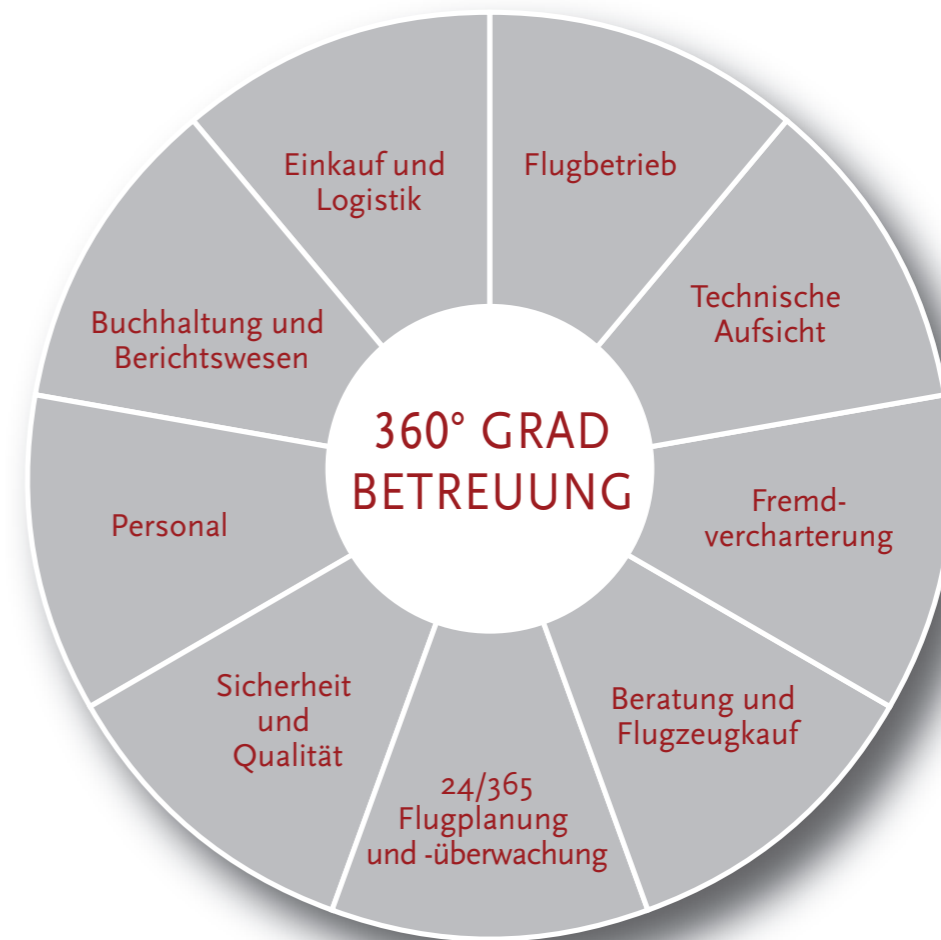 360° GRAD
BETREUUNG
Flugbetrieb
Technische
Aufsicht
Fremd-
vercharterung
Beratung und
Flugzeugkauf
24/365
Flugplanung
und -überwachung
Sicherheit
und
Qualität
Personal
Buchhaltung und
Berichtswesen
Einkauf und
Logistik